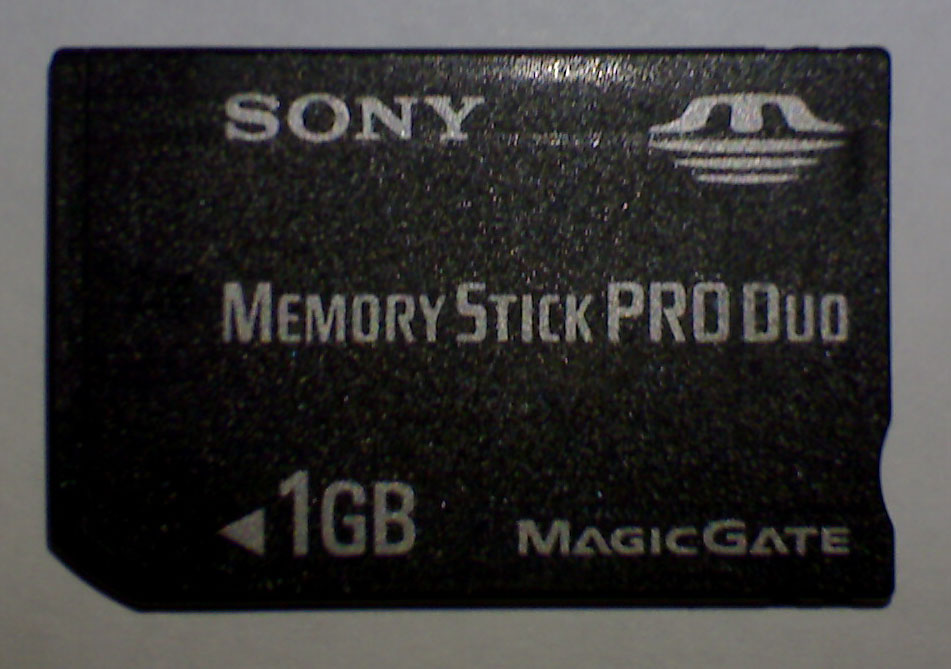 SONY
MEMORY STICK PRO DUO
1GB
MAGICGATE